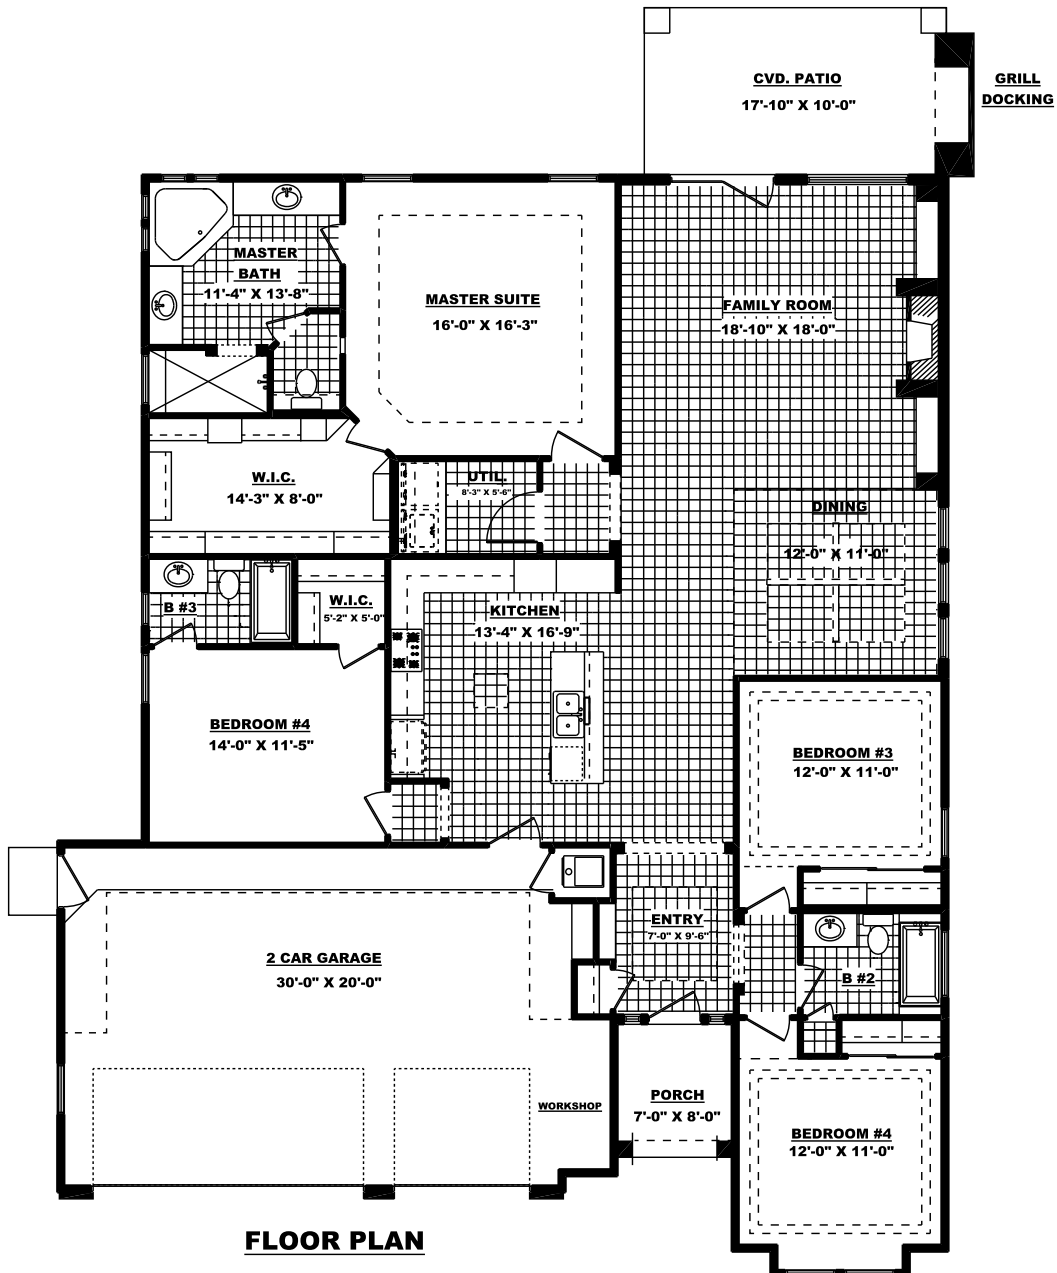 CVD. PATIO
17'-10" X 10'-0"
GRILL
DOCKING
MASTER
BATH
11'-4" X 13'-8"
MASTER SUITE
16'-0" X 16'-3"
FAMILY ROOM
18'-10" X 18'-0"
W.I.C.
14'-3" X 8'-0"
UTIL.
8'-3" X 5'-6"
DINING
12'-0" X 11'-0"
B #3
W.I.C.
5'-2" X 5'-0"
KITCHEN
13'-4" X 16'-9"
BEDROOM #4
14'-0" X 11'-5"
BEDROOM #3
12'-0" X 11'-0"
ENTRY
7'-0" X 9'-6"
2 CAR GARAGE
30'-0" X 20'-0"
B #2
WORKSHOP
PORCH
7'-0" X 8'-0"
BEDROOM #4
12'-0" X 11'-0"
FLOOR PLAN